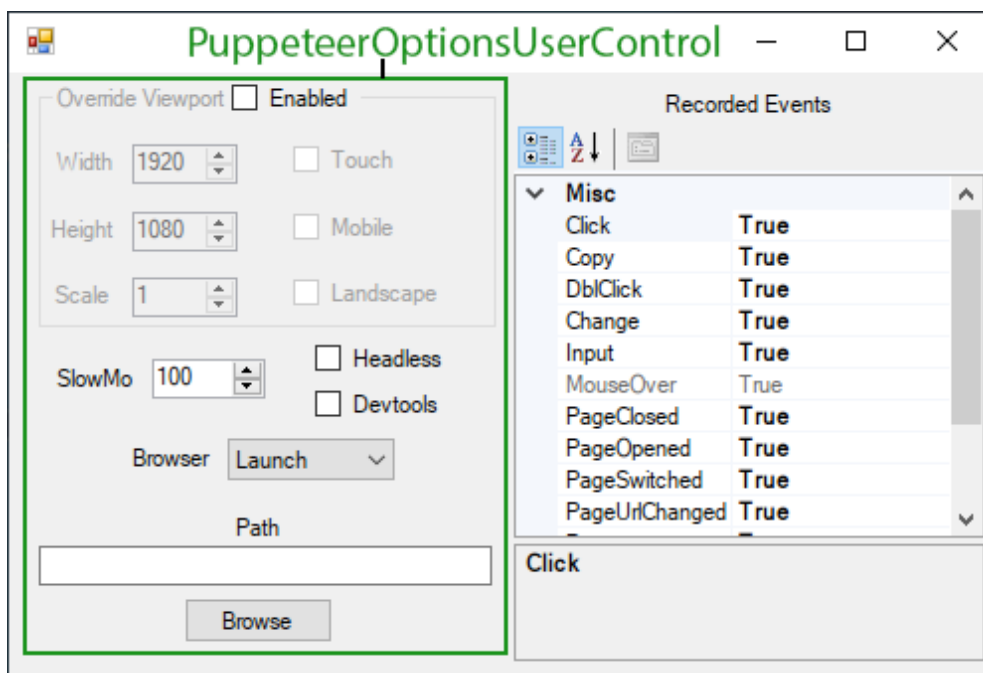 PuppeteerOptionsUserControl
Override Viewport Enabled
Width 1920 Touch
Height 1080 Mobile
Scale 1 Landscape
SlowMo 100
Headless
Devtools
Browser Launch
Path
Browse
Recorded Events
A
Z
Misc
Click True
Copy True
DblClick True
Change True
Input True
MouseOver True
PageClosed True
PageOpened True
PageSwitched True
PageUrlChanged True
Click